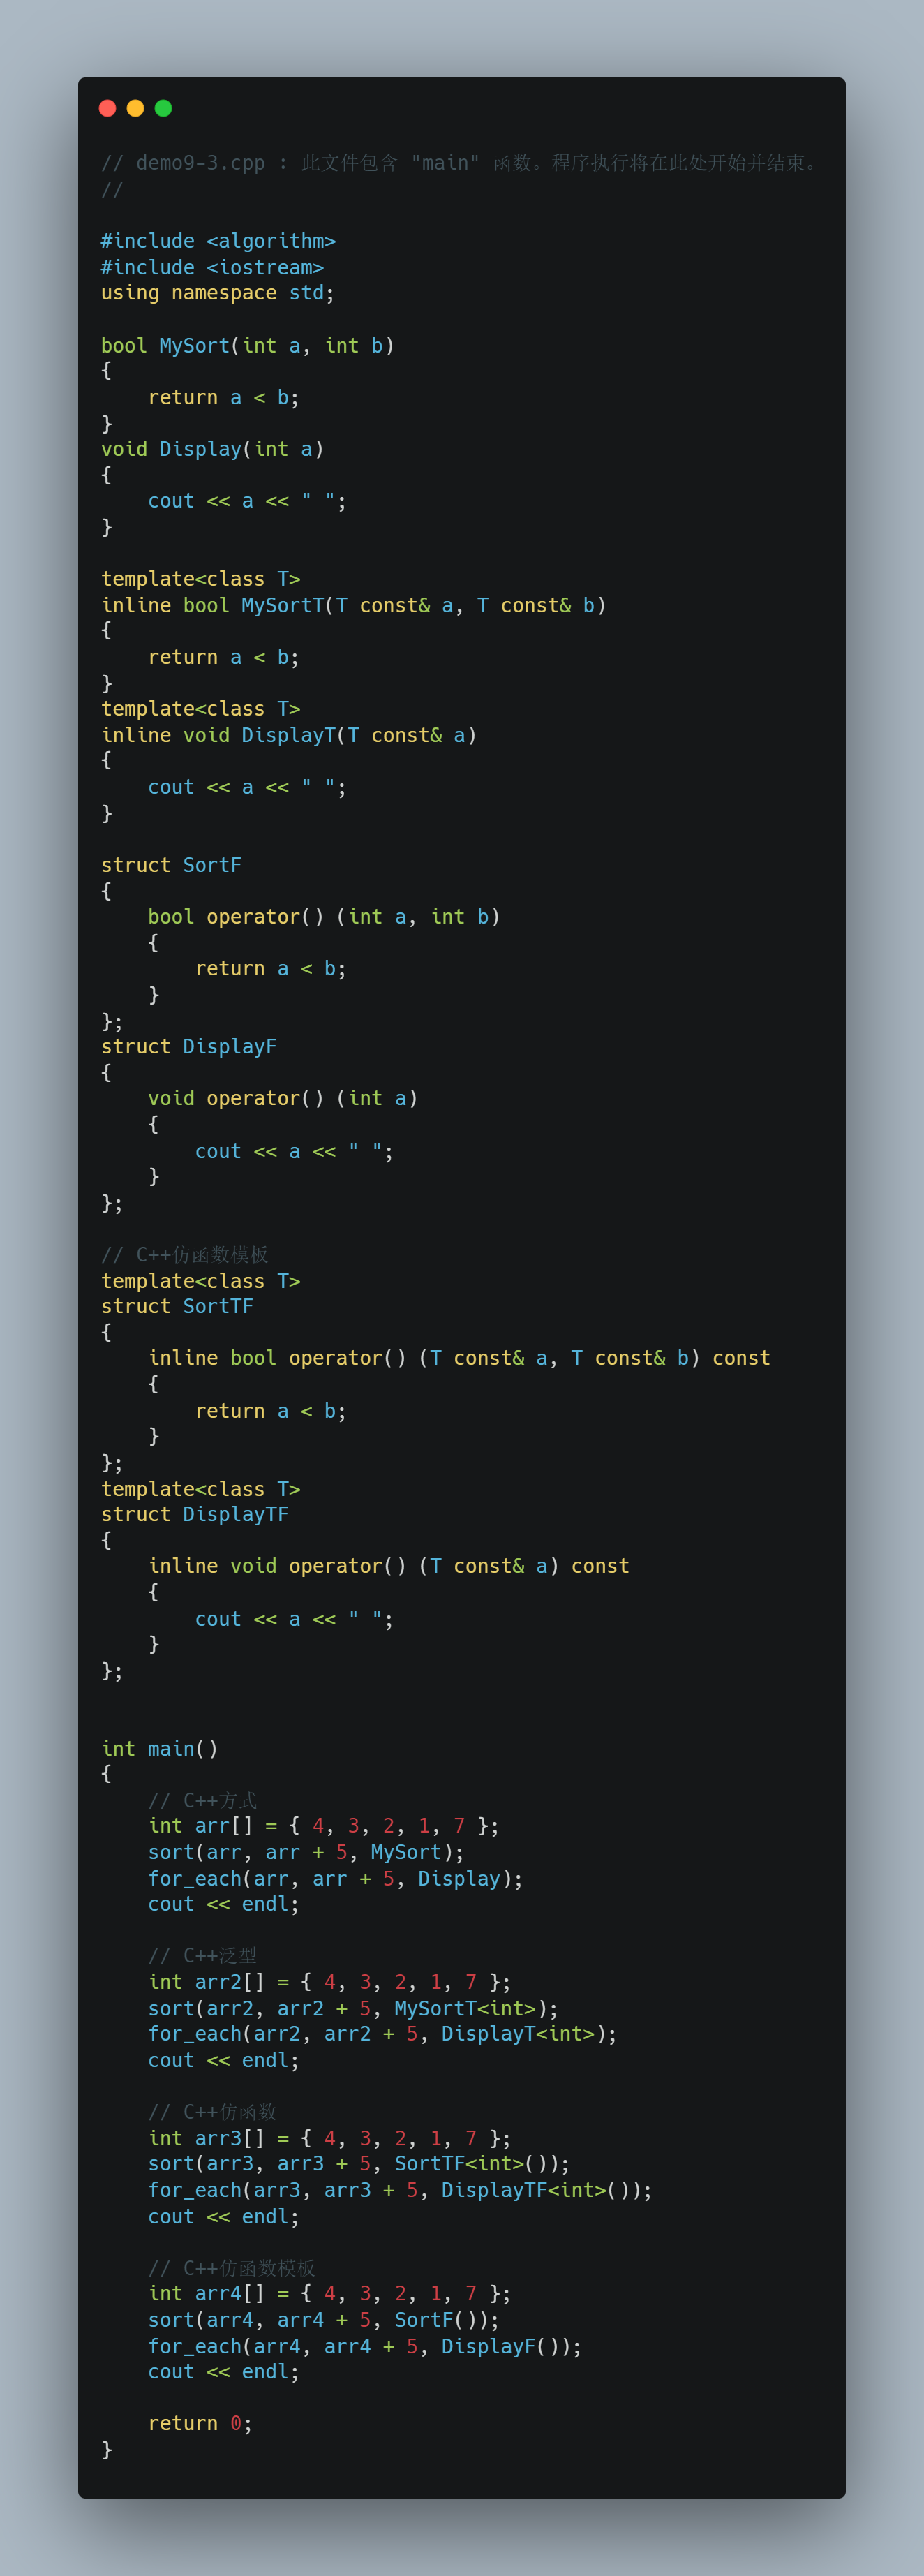 // demo9-3.cpp : 此文件包含 "main" 函数。程序执行将在此处开始并结束。
//

#include <algorithm>
#include <iostream>
using namespace std;

bool MySort(int a, int b)
{
    return a < b;
}
void Display(int a)
{
    cout << a << " ";
}

template<class T>
inline bool MySortT(T const& a, T const& b)
{
    return a < b;
}
template<class T>
inline void DisplayT(T const& a)
{
    cout << a << " ";
}

struct SortF
{
    bool operator() (int a, int b)
    {
        return a < b;
    }
};
struct DisplayF
{
    void operator() (int a)
    {
        cout << a << " ";
    }
};

// C++仿函数模板
template<class T>
struct SortTF
{
    inline bool operator() (T const& a, T const& b) const
    {
        return a < b;
    }
};
template<class T>
struct DisplayTF
{
    inline void operator() (T const& a) const
    {
        cout << a << " ";
    }
};


int main()
{
    // C++方式
    int arr[] = { 4, 3, 2, 1, 7 };
    sort(arr, arr + 5, MySort);
    for_each(arr, arr + 5, Display);
    cout << endl;

    // C++泛型
    int arr2[] = { 4, 3, 2, 1, 7 };
    sort(arr2, arr2 + 5, MySortT<int>);
    for_each(arr2, arr2 + 5, DisplayT<int>);
    cout << endl;

    // C++仿函数
    int arr3[] = { 4, 3, 2, 1, 7 };
    sort(arr3, arr3 + 5, SortTF<int>());
    for_each(arr3, arr3 + 5, DisplayTF<int>());
    cout << endl;

    // C++仿函数模板
    int arr4[] = { 4, 3, 2, 1, 7 };
    sort(arr4, arr4 + 5, SortF());
    for_each(arr4, arr4 + 5, DisplayF());
    cout << endl;

    return 0;
}